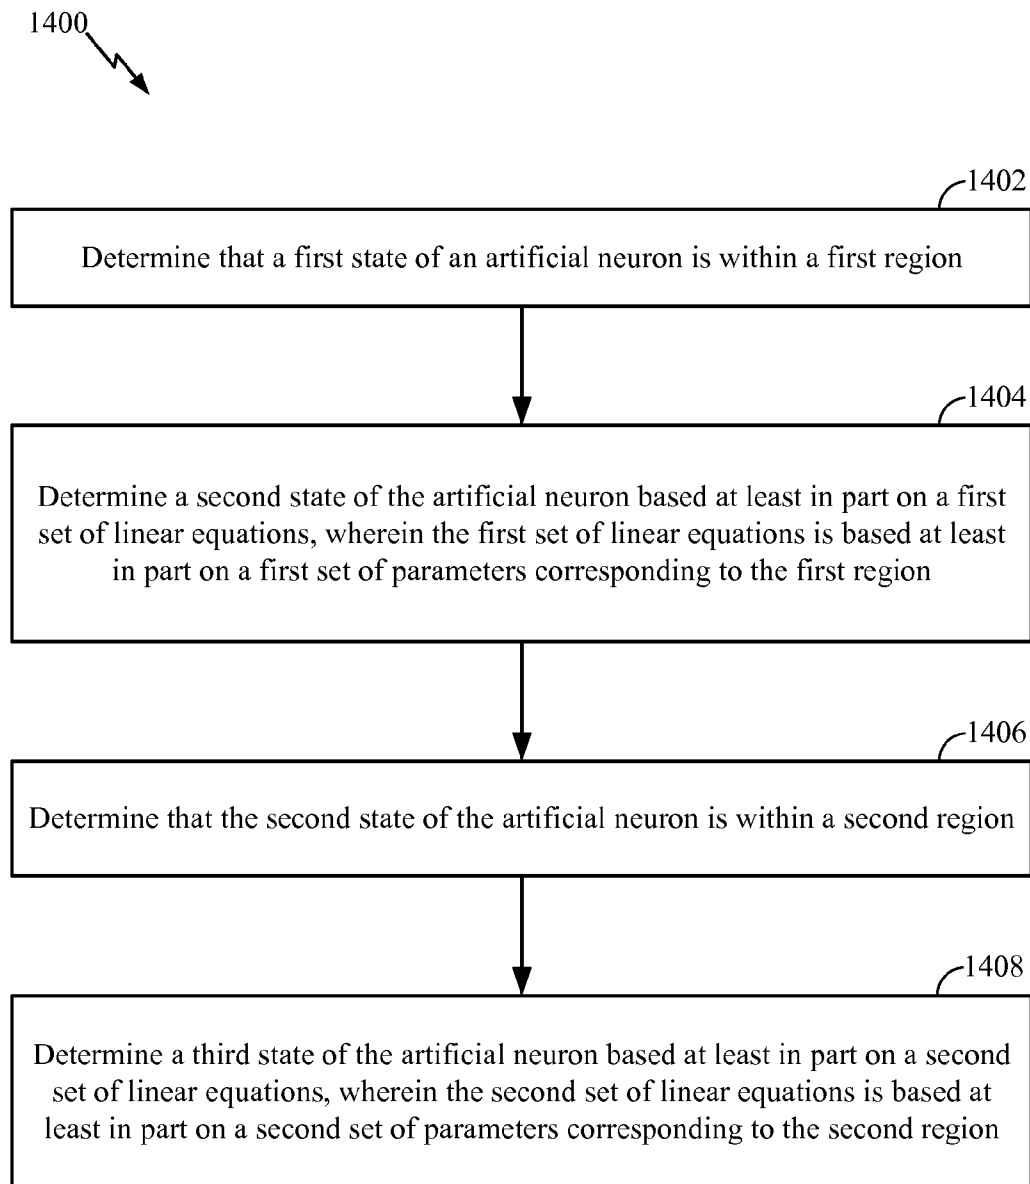 1400
1402
Determine that a first state of an artificial neuron is within a first region
1404
Determine a second state of the artificial neuron based at least in part on a first
set of linear equations, wherein the first set of linear equations is based at least
in part on a first set of parameters corresponding to the first region
1406
Determine that the second state of the artificial neuron is within a second region
1408
Determine a third state of the artificial neuron based at least in part on a second
set of linear equations, wherein the second set of linear equations is based at
least in part on a second set of parameters corresponding to the second region